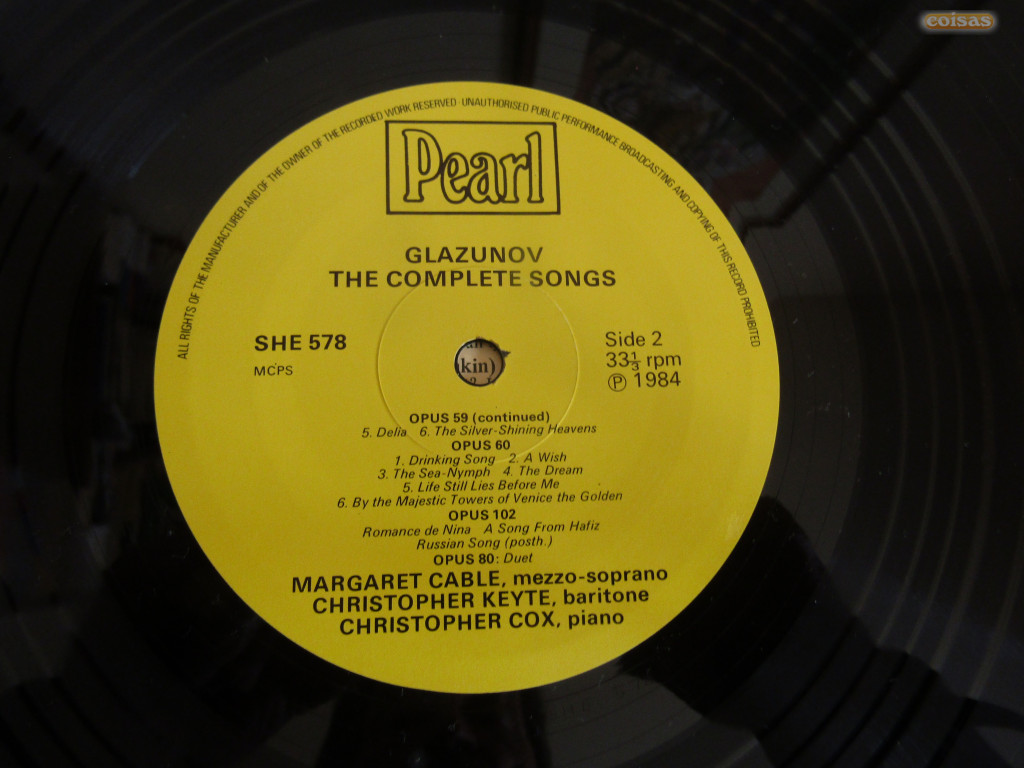 coisas
ALL RIGHTS OF THE MANUFACTURER AND OF THE OWNER OF THE RECORDED WORK RESERVED · UNAUTHORISED PUBLIC PERFORMANCE BROADCASTING AND COPYING OF THIS RECORD PROHIBITED
Pearl
GLAZUNOV
THE COMPLETE SONGS
SHE 578
MCPS
Side 2
33⅓ rpm
Ⓟ 1984
kin)
OPUS 59 (continued)
5. Delia 6. The Silver-Shining Heavens
OPUS 60
1. Drinking Song 2. A Wish
3. The Sea-Nymph 4. The Dream
5. Life Still Lies Before Me
6. By the Majestic Towers of Venice the Golden
OPUS 102
Romance de Nina A Song From Hafiz
Russian Song (posth.)
OPUS 80: Duet
MARGARET CABLE, mezzo-soprano
CHRISTOPHER KEYTE, baritone
CHRISTOPHER COX, piano